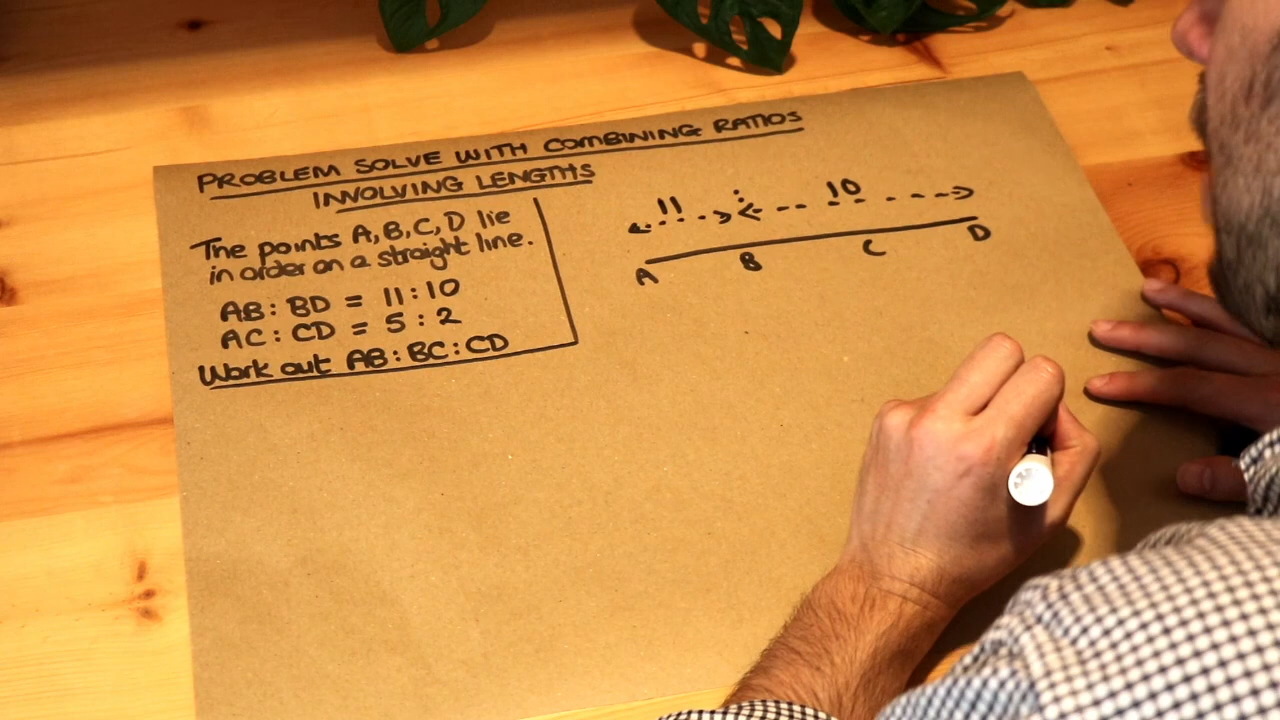 PROBLEM SOLVE WITH COMBINING RATIOS
INVOLVING LENGTHS
The points A, B, C, D lie
in order on a straight line.
AB : BD = 11 : 10
AC : CD = 5 : 2
Work out AB : BC : CD
11 : 10
A B C D